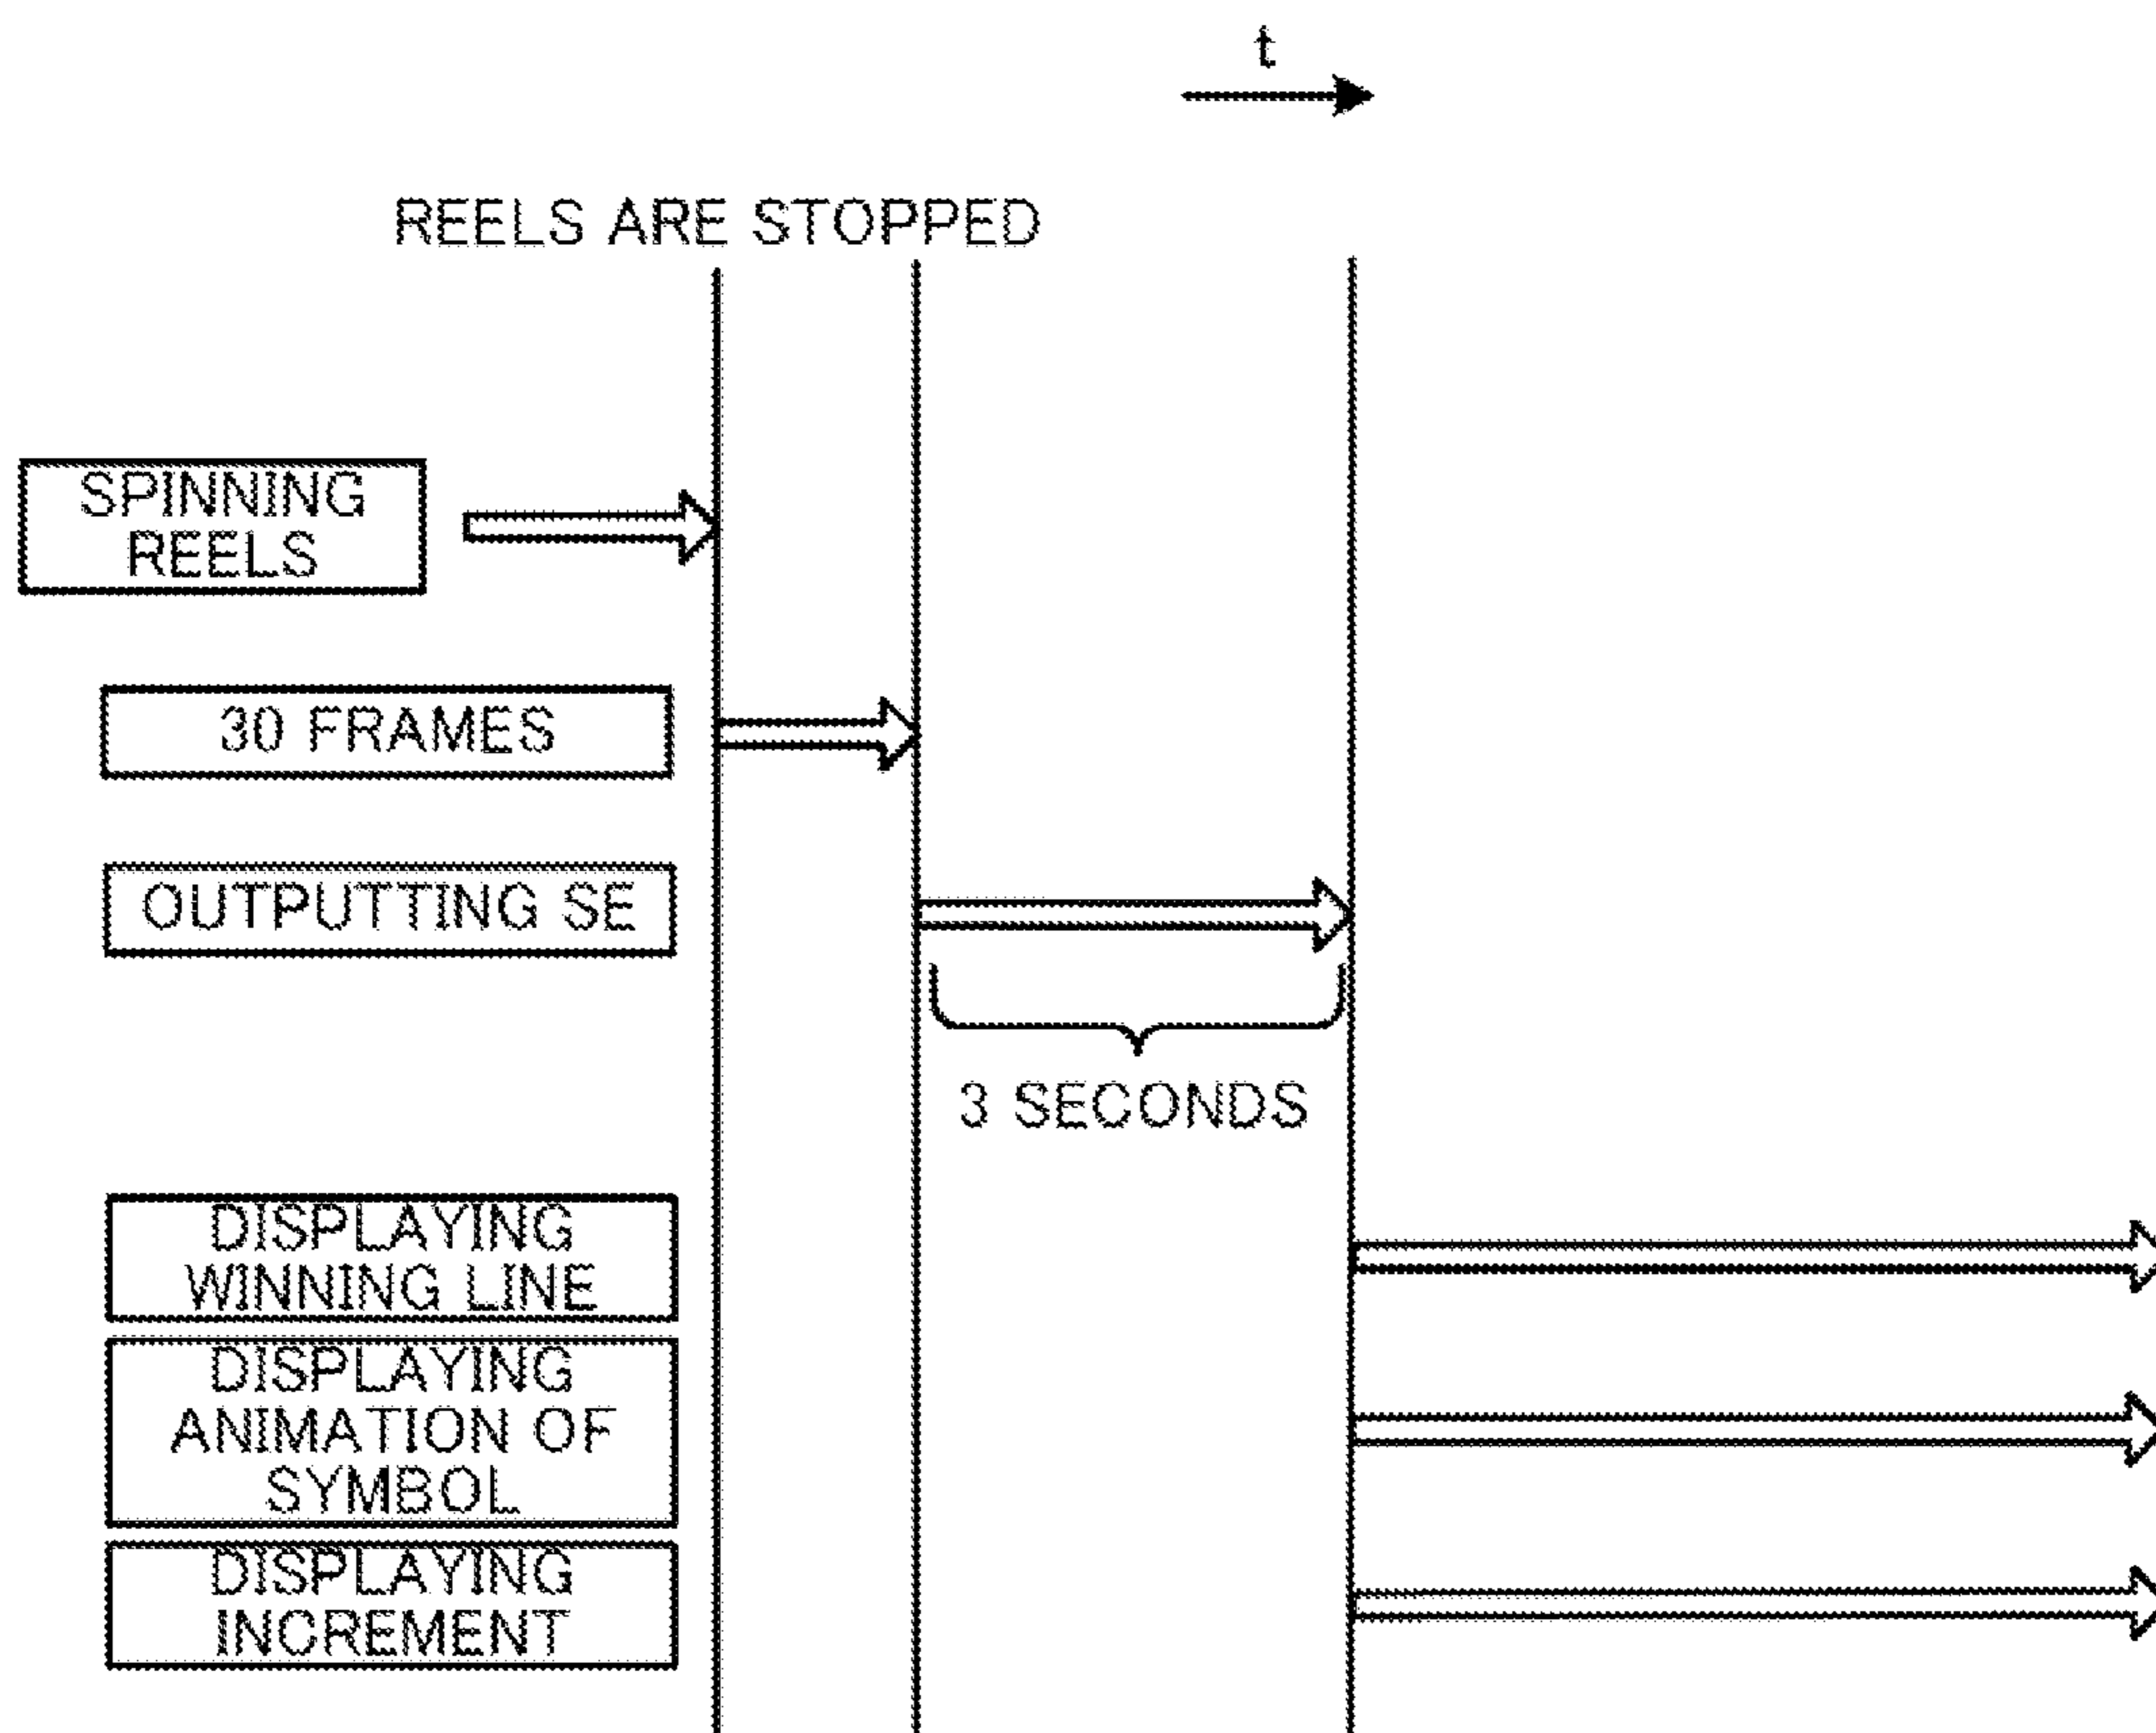 t
REELS ARE STOPPED
SPINNING
REELS
30 FRAMES
OUTPUTTING SE
3 SECONDS
DISPLAYING
WINNING LINE
DISPLAYING
ANIMATION OF
SYMBOL
DISPLAYING
INCREMENT